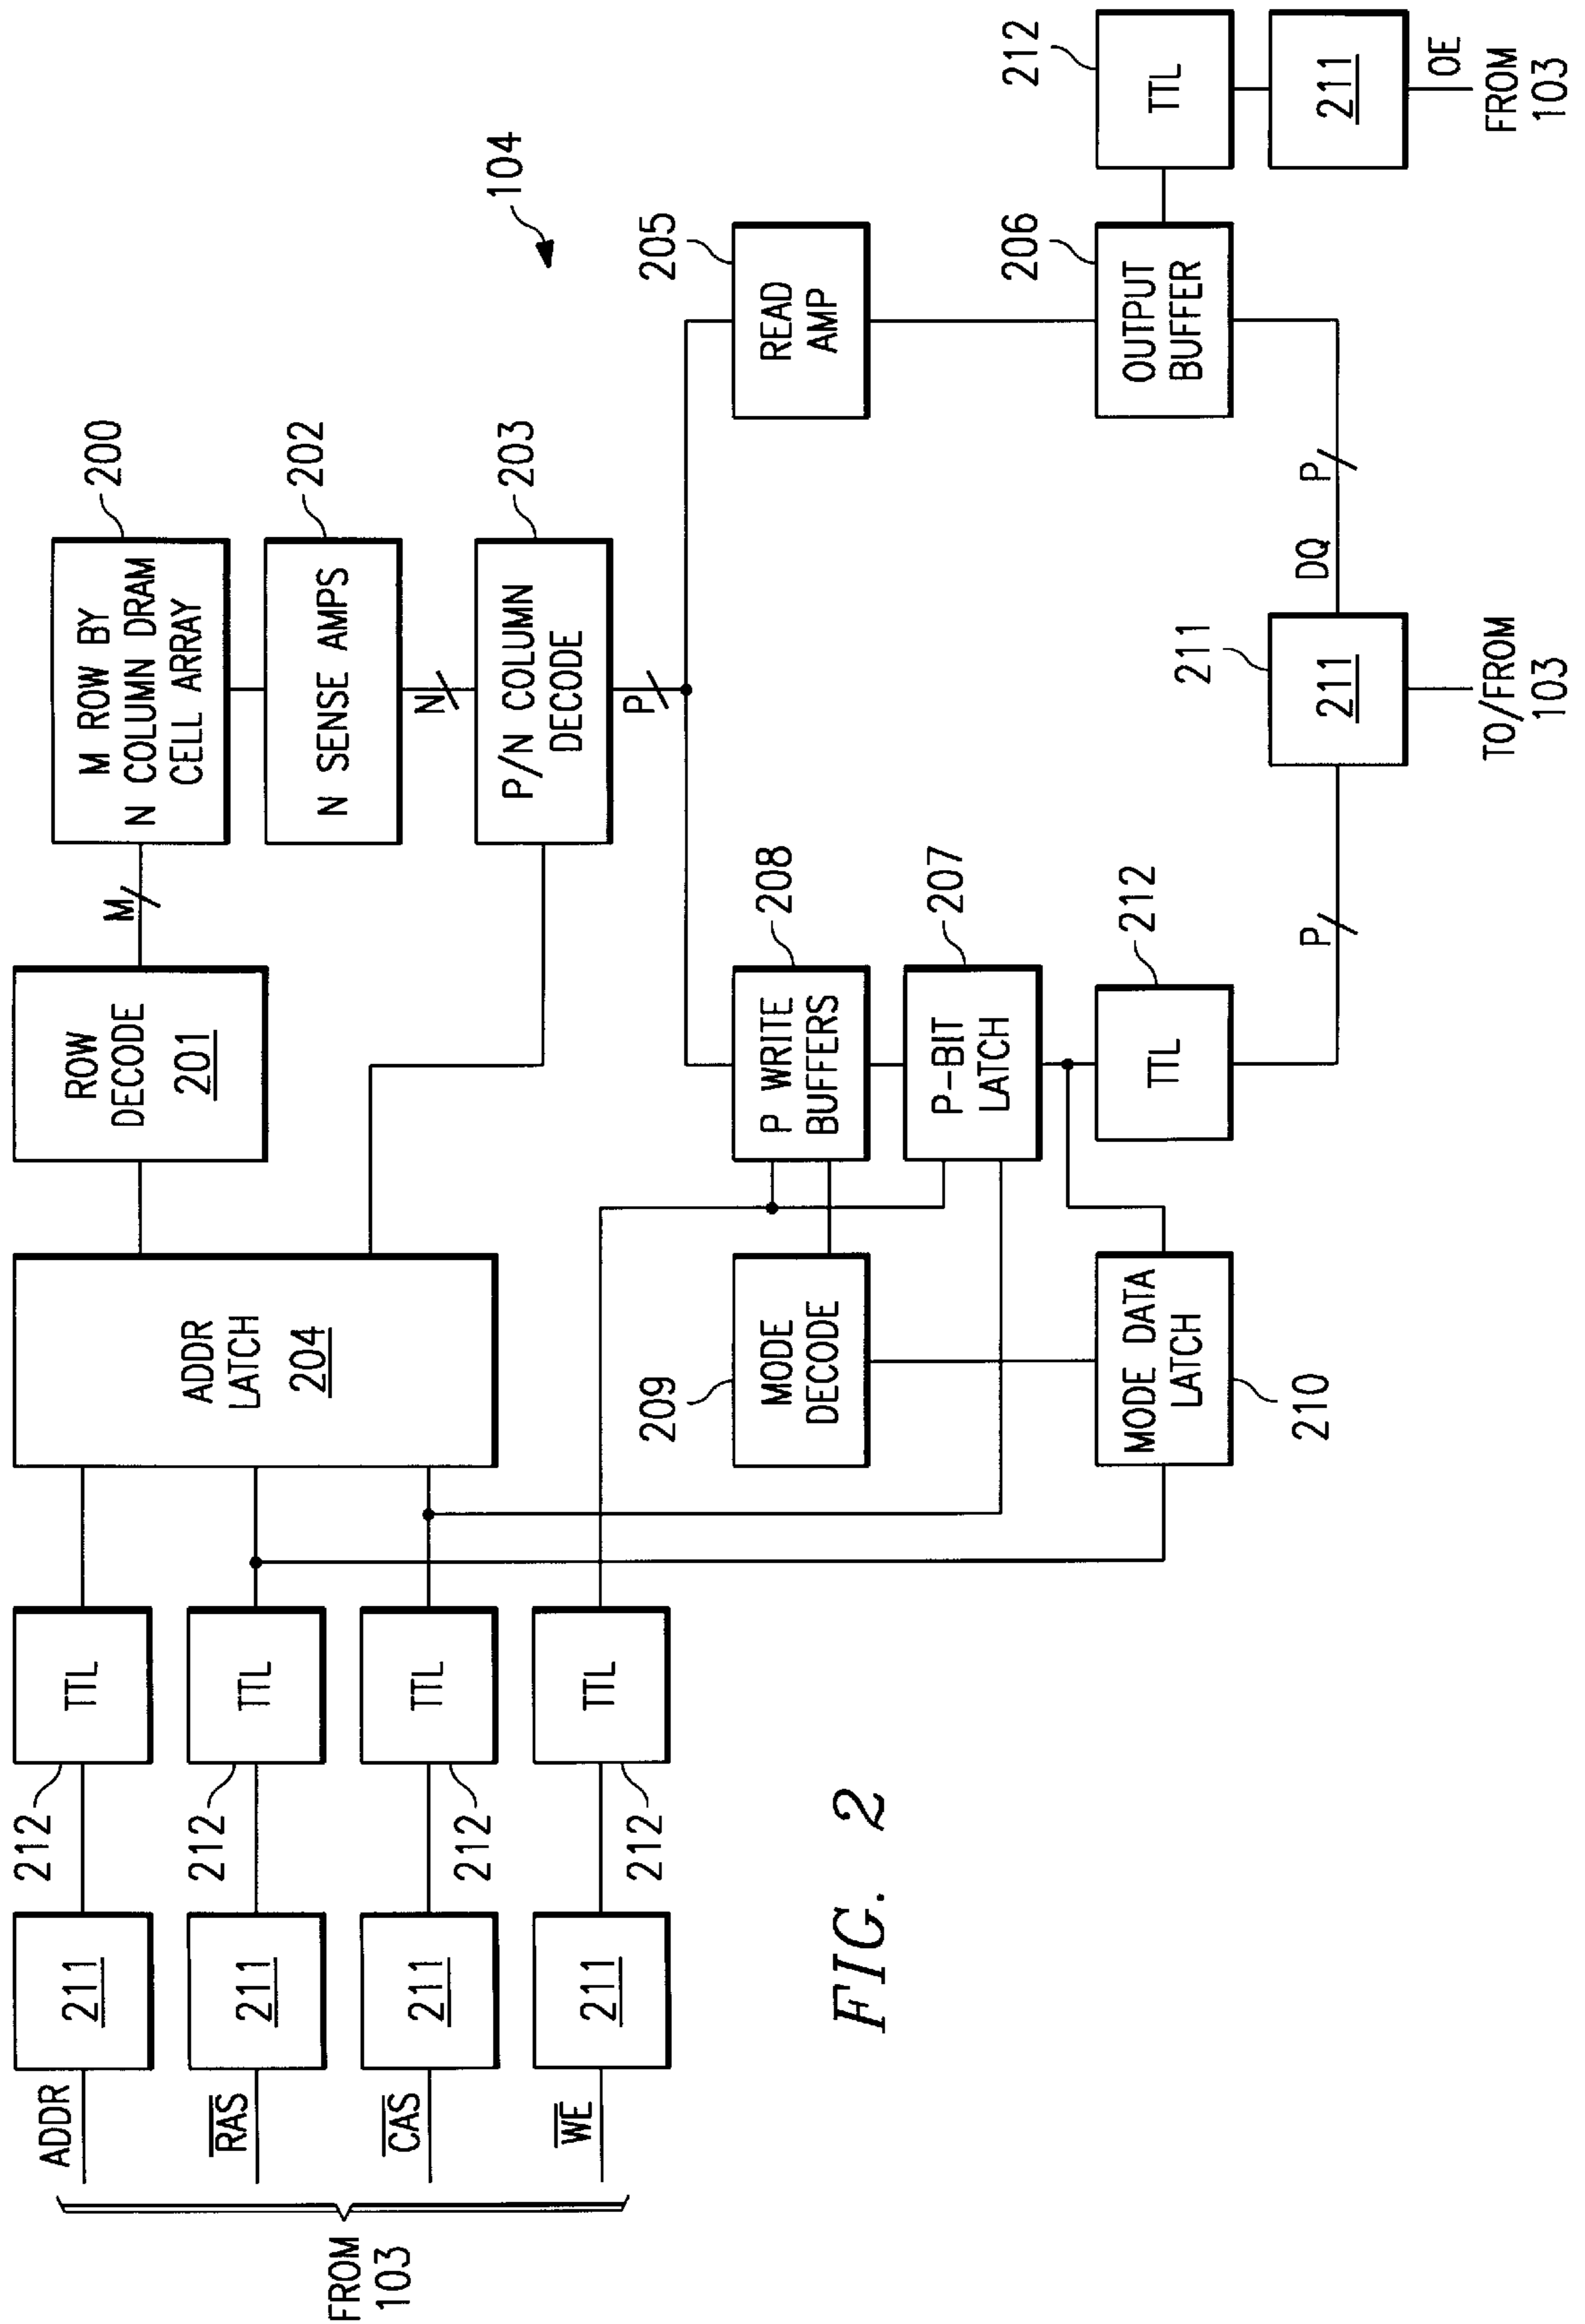 FROM
103
ADDR
RAS
CAS
WE
211
211
211
211
212
212
212
212
TTL
TTL
TTL
TTL
ADDR
LATCH
204
ROW
DECODE
201
M
M ROW BY
N COLUMN DRAM
CELL ARRAY
200
N SENSE AMPS
202
N
P/N COLUMN
DECODE
203
P
104
209
MODE
DECODE
P WRITE
BUFFERS
208
P-BIT
LATCH
207
READ
AMP
205
MODE DATA
LATCH
210
TTL
212
OUTPUT
BUFFER
206
TTL
212
211
OE
FROM
103
P
211
211
DQ
P
TO/FROM
103
FIG. 2